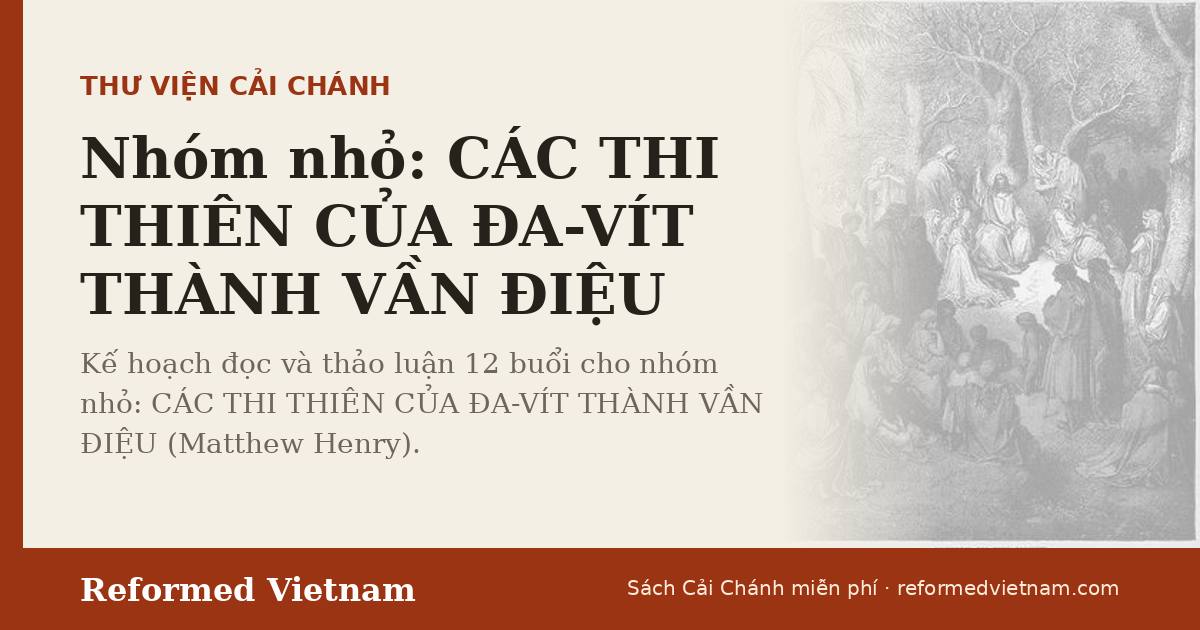 THƯ VIỆN CẢI CHÁNH
Nhóm nhỏ: CÁC THI
THIÊN CỦA ĐA-VÍT
THÀNH VẦN ĐIỆU
Kế hoạch đọc và thảo luận 12 buổi cho nhóm
nhỏ: CÁC THI THIÊN CỦA ĐA-VÍT THÀNH VẦN
ĐIỆU (Matthew Henry).
Reformed Vietnam
Sách Cải Chánh miễn phí · reformedvietnam.com